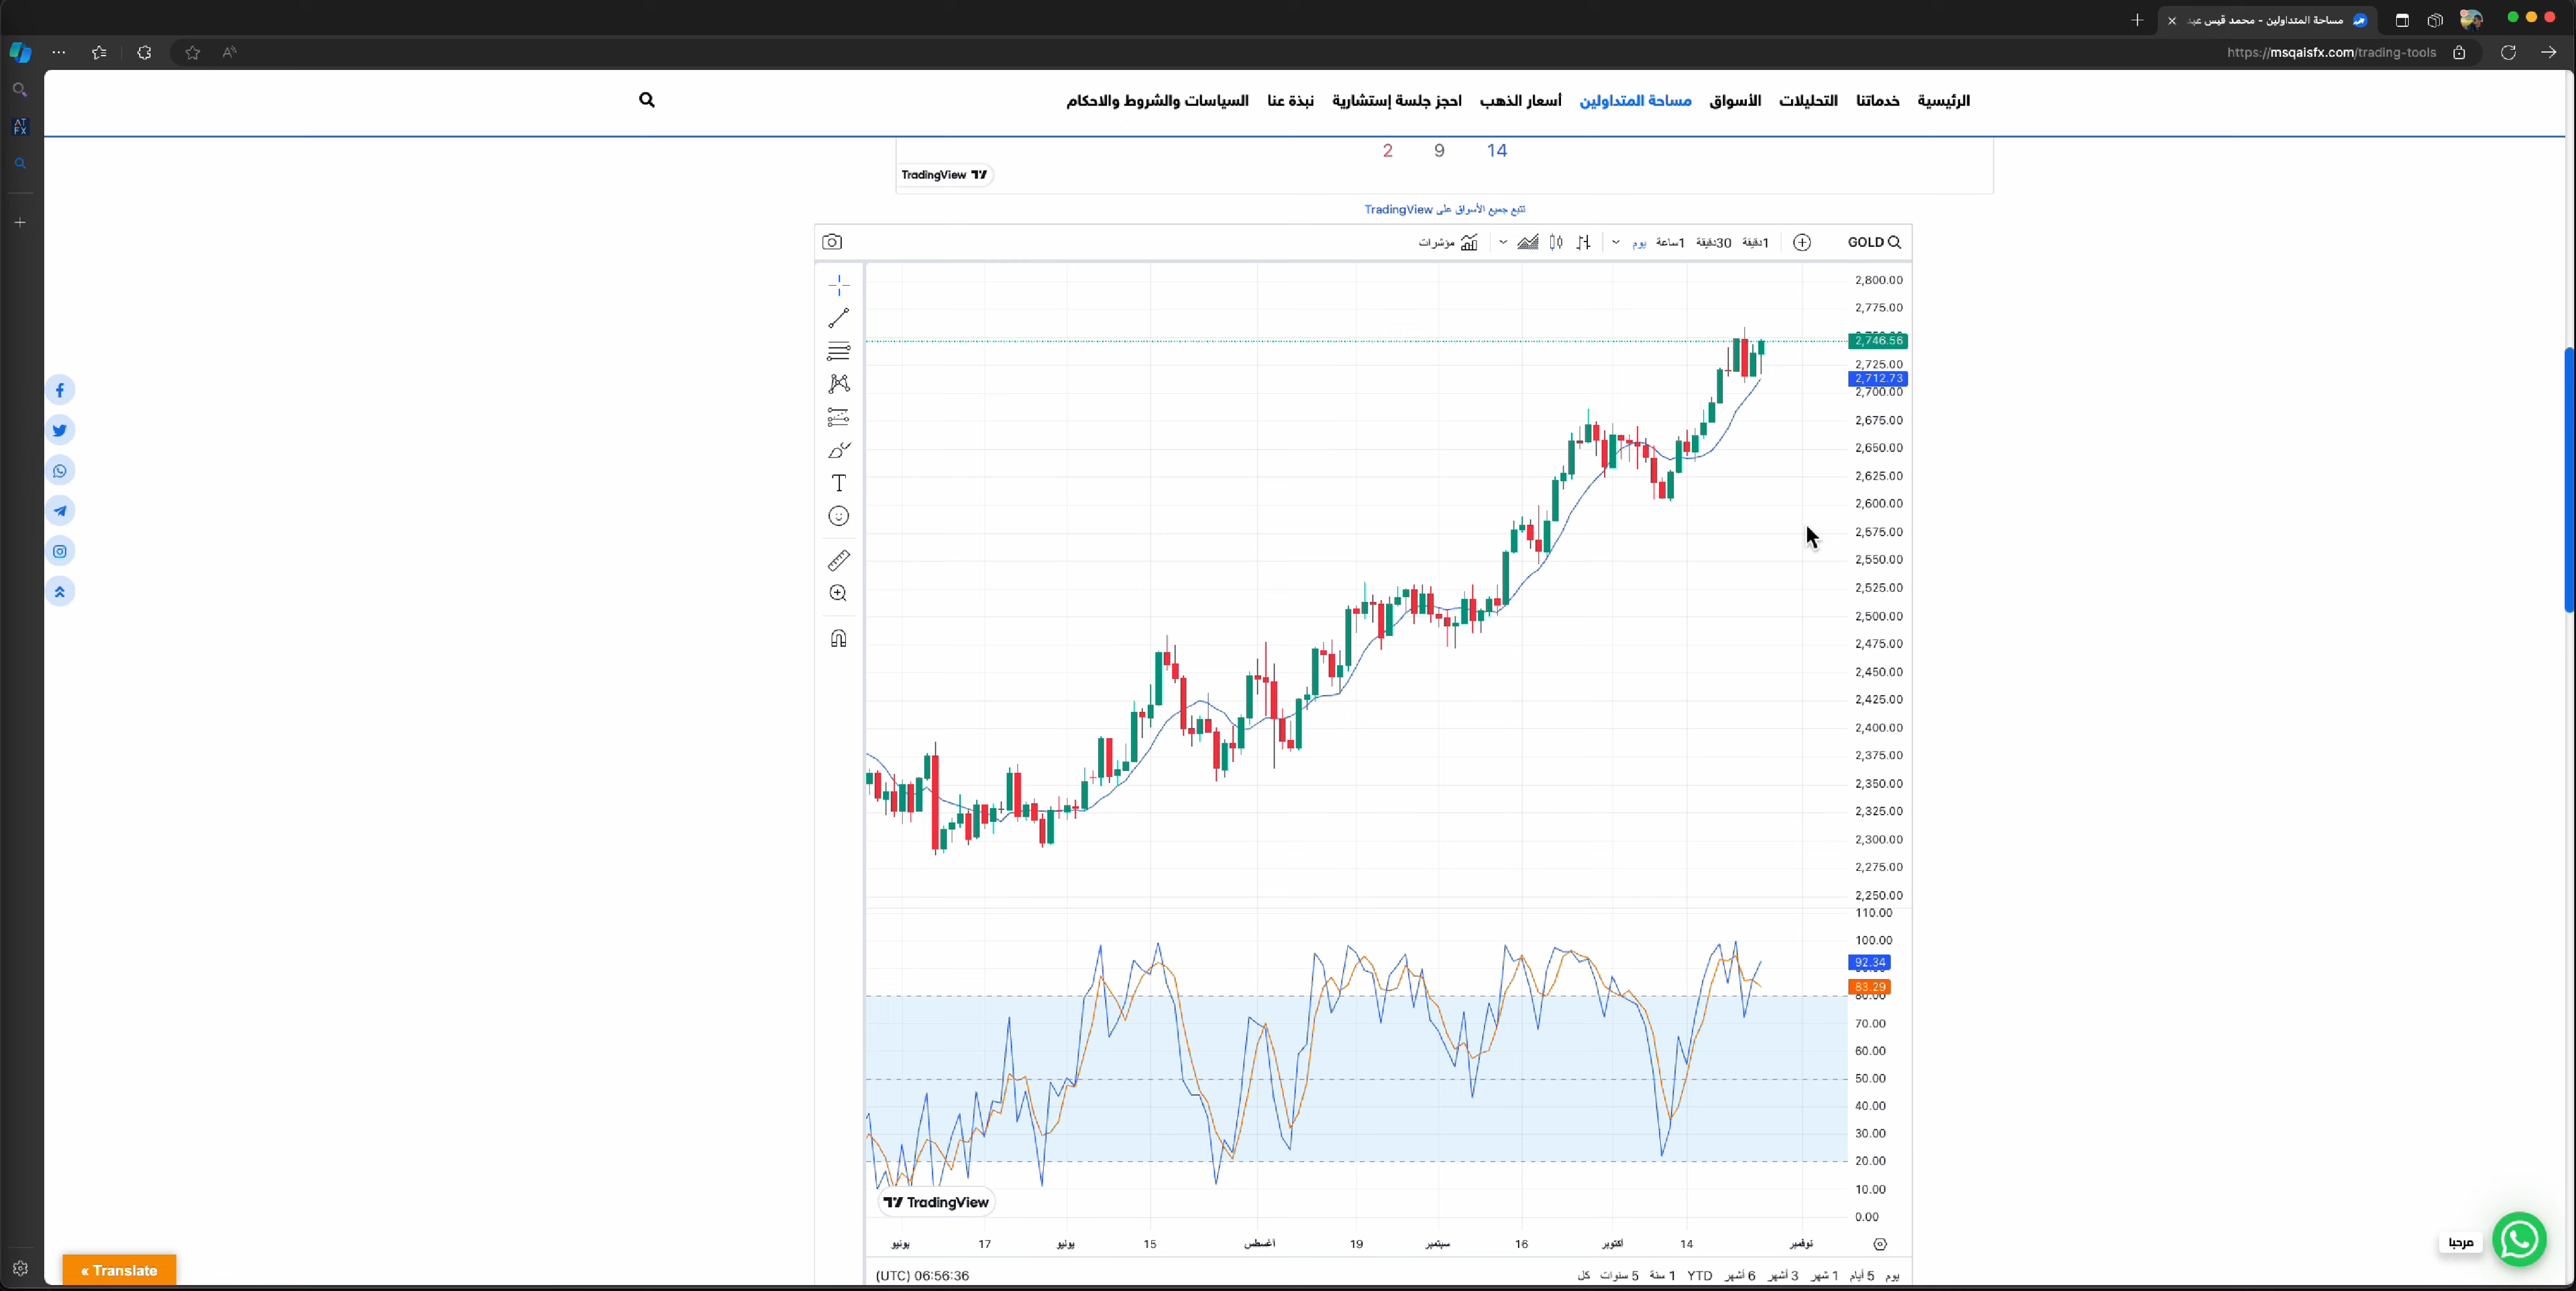 مساحة المتداولين - محمد قيس عبد
https://msqaisfx.com/trading-tools
الرئيسية خدماتنا التحليلات الأسواق مساحة المتداولين أسعار الذهب احجز جلسة إستشارية نبذة عنا السياسات والشروط والاحكام
2 9 14
TradingView
تتبع جميع الأسواق على TradingView
GOLD 1دقيقة 30دقيقة 1ساعة يوم مؤشرات
2,800.00
2,775.00
2,746.56
2,725.00
2,712.73
2,700.00
2,675.00
2,650.00
2,625.00
2,600.00
2,575.00
2,550.00
2,525.00
2,500.00
2,475.00
2,450.00
2,425.00
2,400.00
2,375.00
2,350.00
2,325.00
2,300.00
2,275.00
2,250.00
110.00
100.00
92.34
83.29
80.00
70.00
60.00
50.00
40.00
30.00
20.00
10.00
0.00
TradingView
يونيو 17 يوليو 15 أغسطس 19 سبتمبر 16 أكتوبر 14 نوفمبر
يوم 5 أيام 1 شهر 3 أشهر 6 أشهر YTD 1 سنة 5 سنوات كل
06:56:36 (UTC)
مرحبا
« Translate
AT
FX